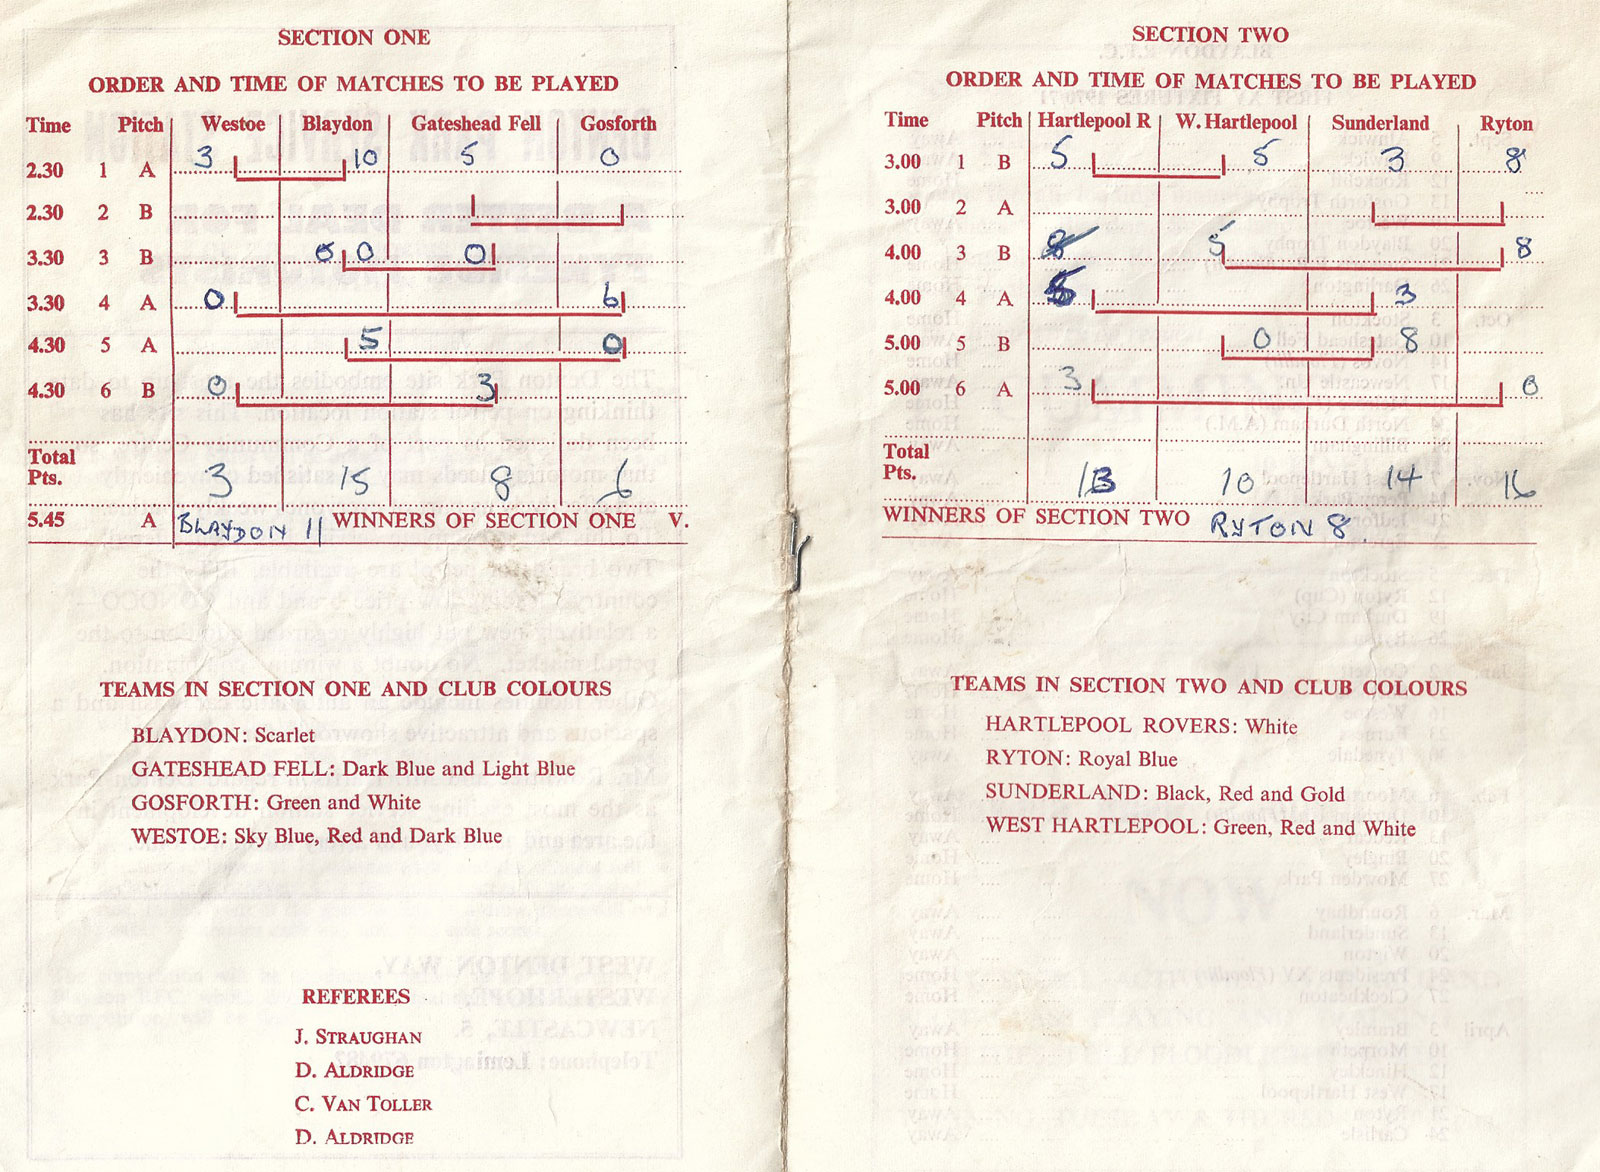 SECTION ONE
ORDER AND TIME OF MATCHES TO BE PLAYED
Time Pitch Westoe Blaydon Gateshead Fell Gosforth
2.30 1 A 3 10 5 0
2.30 2 B
3.30 3 B 0 0
3.30 4 A 0 6
4.30 5 A 5 0
4.30 6 B 0 3
Total
Pts. 3 15 8 6
5.45 A BLAYDON 11 WINNERS OF SECTION ONE V.
TEAMS IN SECTION ONE AND CLUB COLOURS
BLAYDON: Scarlet
GATESHEAD FELL: Dark Blue and Light Blue
GOSFORTH: Green and White
WESTOE: Sky Blue, Red and Dark Blue
REFEREES
J. STRAUGHAN
D. ALDRIDGE
C. VAN TOLLER
D. ALDRIDGE
SECTION TWO
ORDER AND TIME OF MATCHES TO BE PLAYED
Time Pitch Hartlepool R W. Hartlepool Sunderland Ryton
3.00 1 B 5 5 3 8
3.00 2 A
4.00 3 B 8 5 8
4.00 4 A 5 3
5.00 5 B 0 8
5.00 6 A 3 0
Total
Pts. 13 10 14 16
WINNERS OF SECTION TWO RYTON 8
TEAMS IN SECTION TWO AND CLUB COLOURS
HARTLEPOOL ROVERS: White
RYTON: Royal Blue
SUNDERLAND: Black, Red and Gold
WEST HARTLEPOOL: Green, Red and White